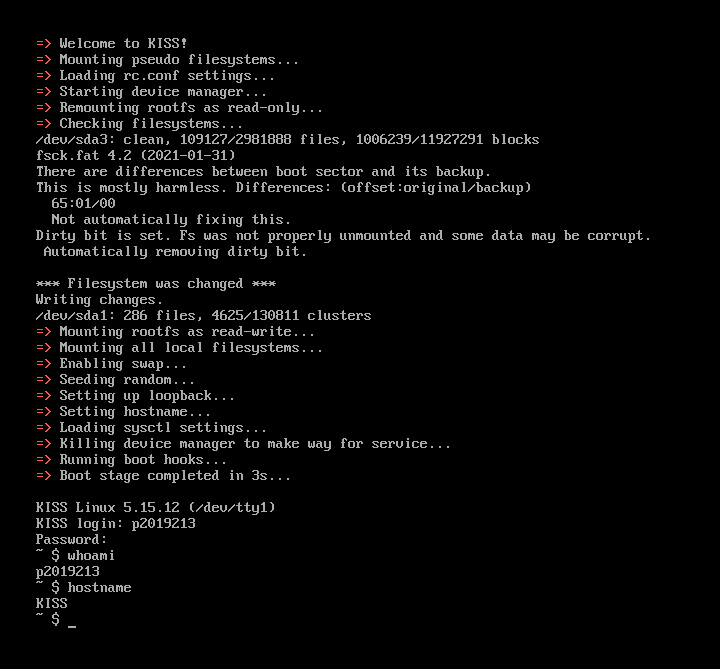 => Welcome to KISS!
=> Mounting pseudo filesystems...
=> Loading rc.conf settings...
=> Starting device manager...
=> Remounting rootfs as read-only...
=> Checking filesystems...
/dev/sda3: clean, 109127/2981888 files, 1006239/11927291 blocks
fsck.fat 4.2 (2021-01-31)
There are differences between boot sector and its backup.
This is mostly harmless. Differences: (offset:original/backup)
  65:01/00
  Not automatically fixing this.
Dirty bit is set. Fs was not properly unmounted and some data may be corrupt.
 Automatically removing dirty bit.

*** Filesystem was changed ***
Writing changes.
/dev/sda1: 286 files, 4625/130811 clusters
=> Mounting rootfs as read-write...
=> Mounting all local filesystems...
=> Enabling swap...
=> Seeding random...
=> Setting up loopback...
=> Setting hostname...
=> Loading sysctl settings...
=> Killing device manager to make way for service...
=> Running boot hooks...
=> Boot stage completed in 3s...

KISS Linux 5.15.12 (/dev/tty1)
KISS login: p2019213
Password:
~ $ whoami
p2019213
~ $ hostname
KISS
~ $ _